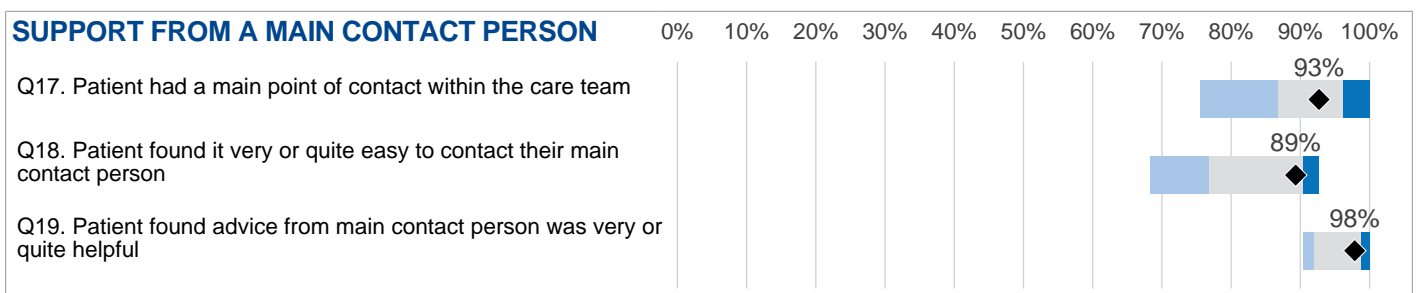 SUPPORT FROM A MAIN CONTACT PERSON 0% 10% 20% 30% 40% 50% 60% 70% 80% 90% 100%
93%
Q17. Patient had a main point of contact within the care team
89%
Q18. Patient found it very or quite easy to contact their main
contact person
98%
Q19. Patient found advice from main contact person was very or
quite helpful